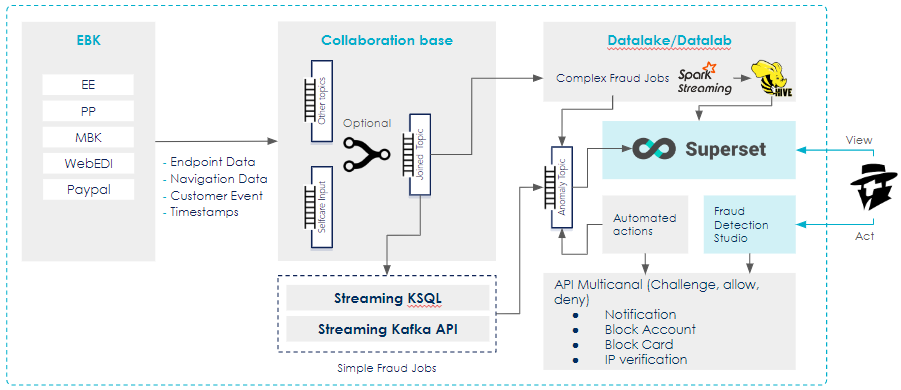 EBK
EE
PP
MBK
WebEDI
Paypal
- Endpoint Data
- Navigation Data
- Customer Event
- Timestamps
Collaboration base
Other topics
Optional
Selfcare Input
Joined Topic
Streaming KSQL
Streaming Kafka API
Simple Fraud Jobs
Datalake/Datalab
Complex Fraud Jobs
Spark
Streaming
HIVE
Anomaly Topic
Superset
Automated
actions
Fraud
Detection
Studio
API Multicanal (Challenge, allow,
deny)
● Notification
● Block Account
● Block Card
● IP verification
View
Act